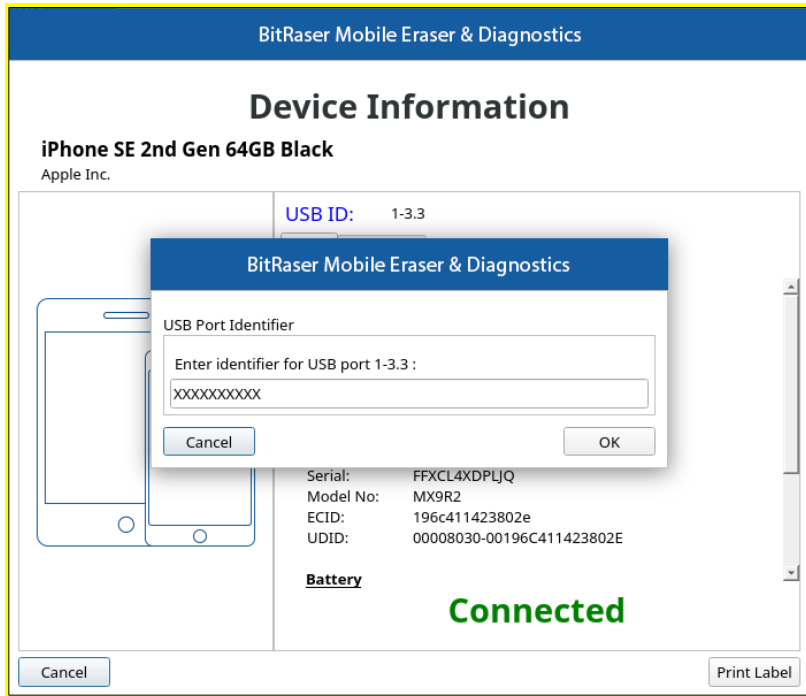 BitRaser Mobile Eraser & Diagnostics
Device Information
iPhone SE 2nd Gen 64GB Black
Apple Inc.
USB ID: 1-3.3
BitRaser Mobile Eraser & Diagnostics
USB Port Identifier
Enter identifier for USB port 1-3.3 :
XXXXXXXXXX
Cancel OK
Serial: FFXCL4XDPLJQ
Model No: MX9R2
ECID: 196c411423802e
UDID: 00008030-00196C411423802E
Battery
Connected
Cancel Print Label